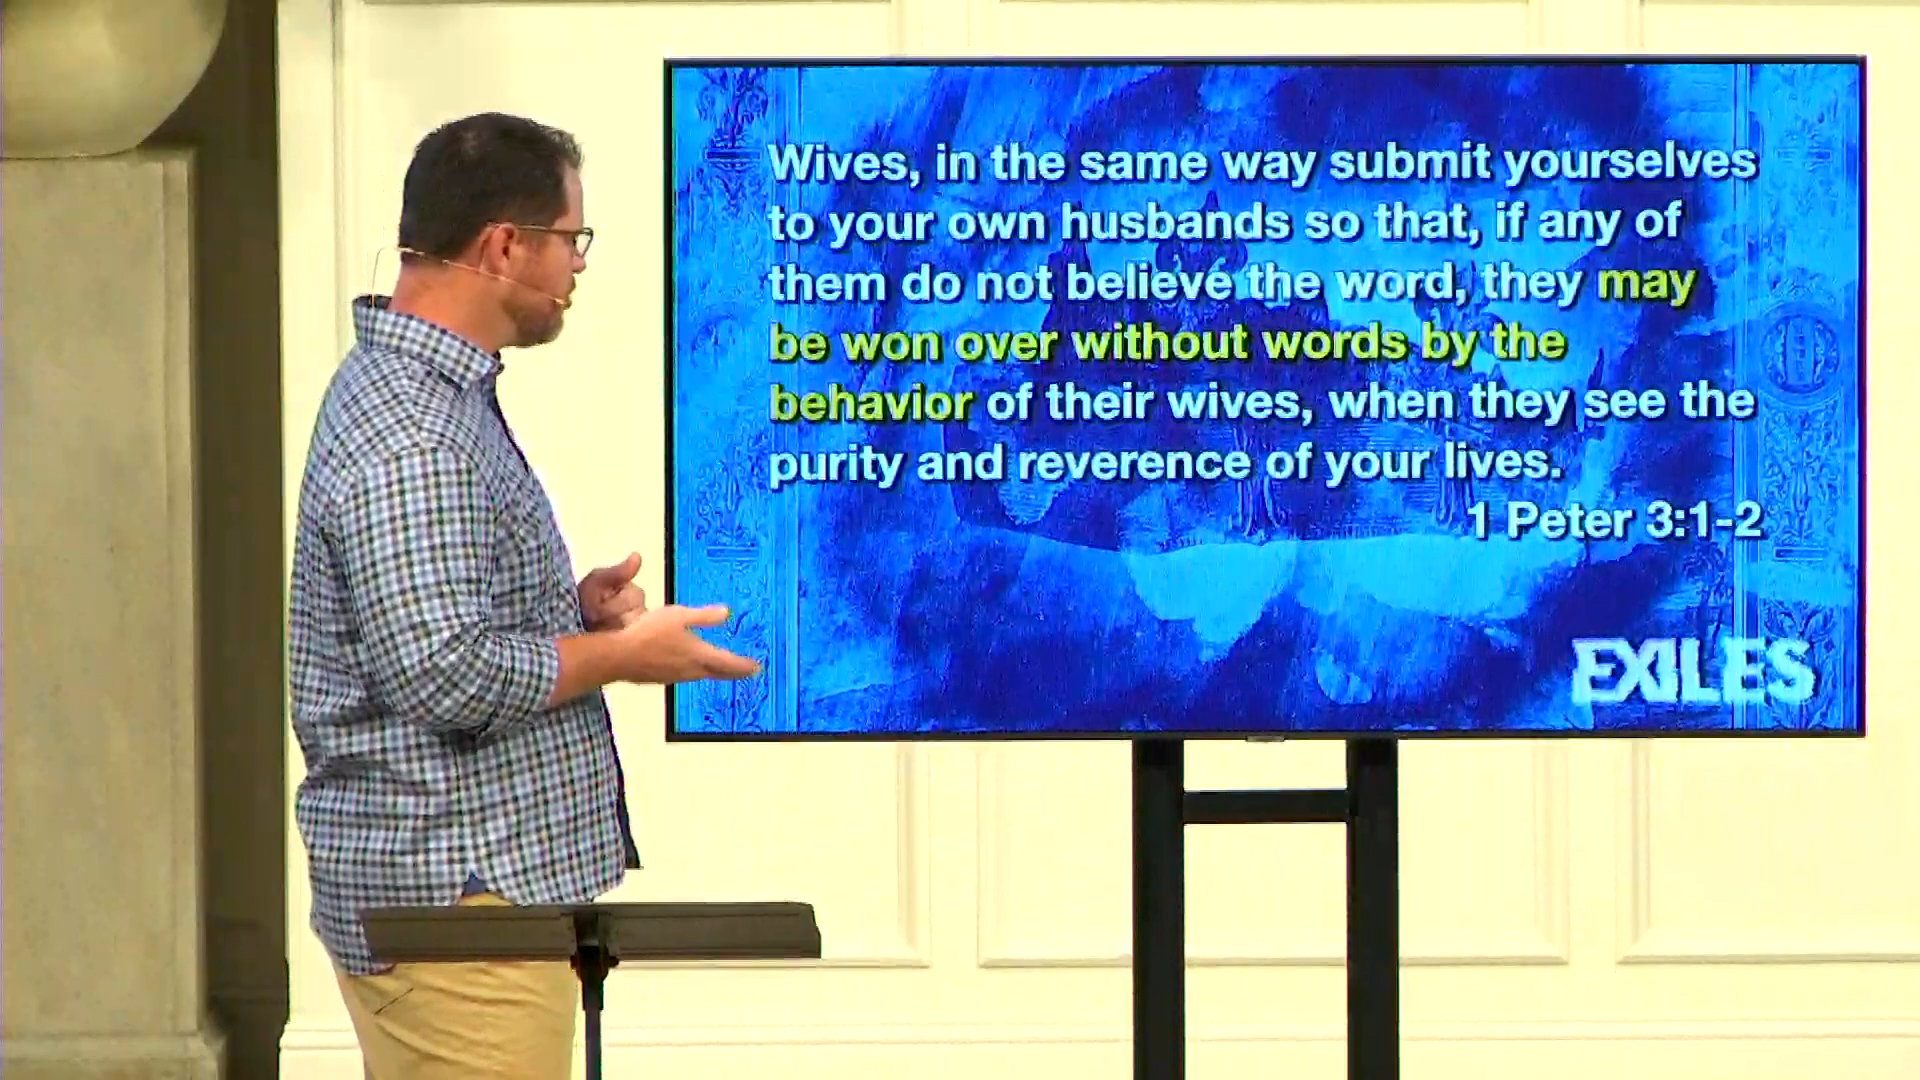 Wives, in the same way submit yourselves
to your own husbands so that, if any of
them do not believe the word, they may
be won over without words by the
behavior of their wives, when they see the
purity and reverence of your lives.
1 Peter 3:1-2
EXILES